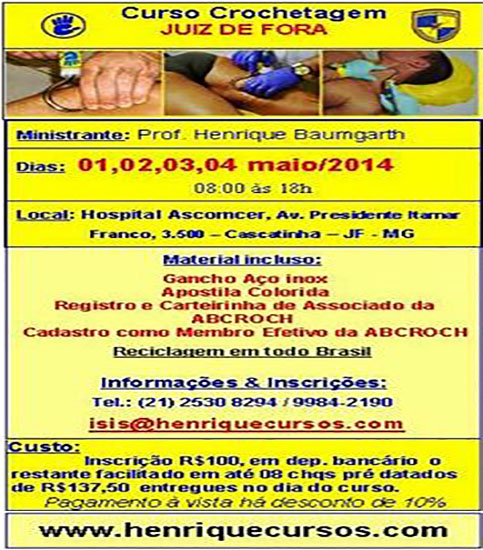 Curso Crochetagem
JUIZ DE FORA
Ministrante: Prof. Henrique Baumgarth
Dias: 01,02,03,04 maio/2014
08:00 às 18h
Local: Hospital Ascomcer, Av. Presidente Itamar
Franco, 3.500 – Cascatinha – JF - MG
Material incluso:
Gancho Aço inox
Apostila Colorida
Registro e Carteirinha de Associado da
ABCROCH
Cadastro como Membro Efetivo da ABCROCH
Reciclagem em todo Brasil
Informações & Inscrições:
Tel.: (21) 2530 8294 / 9984-2190
isis@henriquecursos.com
Custo:
Inscrição R$100, em dep. bancário o
restante facilitado em até 08 chqs pré datados
de R$137,50 entregues no dia do curso.
Pagamento à vista há desconto de 10%
www.henriquecursos.com